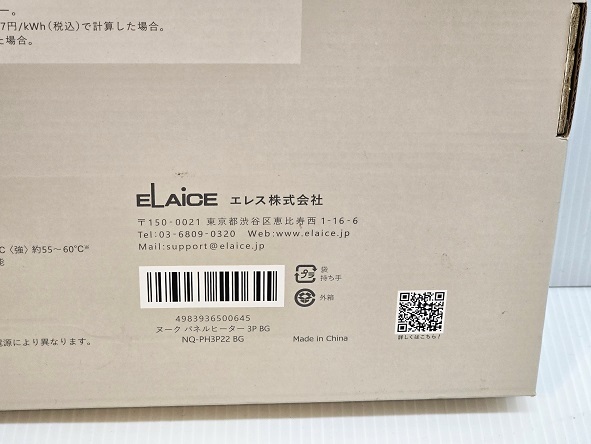 ー。
7円/kWh(税込)で計算した場合。
た場合。
ELAiCE エレス株式会社
〒150-0021 東京都渋谷区恵比寿西 1-16-6
Tel:03-6809-0320 Web:www.elaice.jp
Mail:support@elaice.jp
℃(強)約55~60℃※
能
プラ
袋
持ち手
外箱
4983936500645
ヌーク パネルヒーター 3P BG
NQ-PH3P22 BG
Made in China
詳しくはこちら!
電源により異なります。